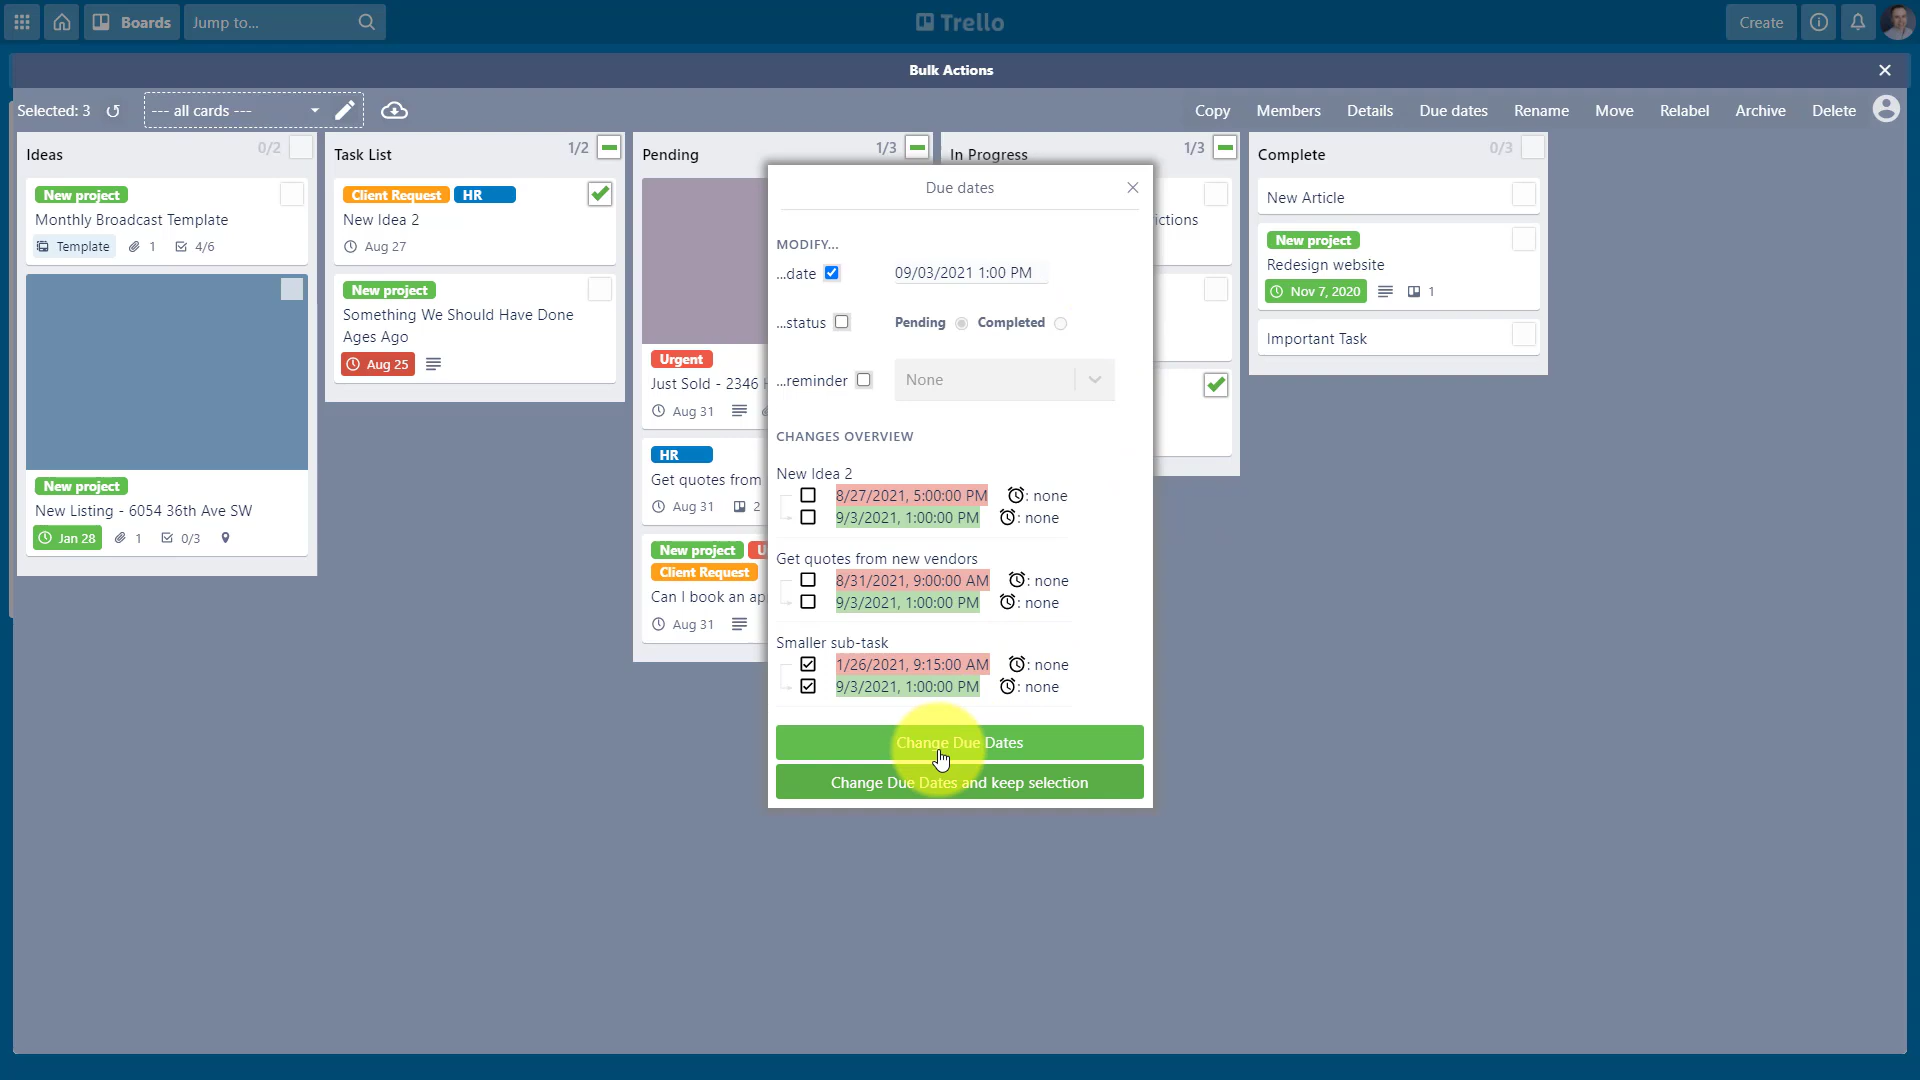 Boards
Jump to...
Trello
Create
Bulk Actions
Selected: 3
--- all cards ---
Copy
Members
Details
Due dates
Rename
Move
Relabel
Archive
Delete
Ideas
0/2
New project
Monthly Broadcast Template
Template
1
4/6
New project
New Listing - 6054 36th Ave SW
Jan 28
1
0/3
Task List
1/2
Client Request
HR
New Idea 2
Aug 27
New project
Something We Should Have Done
Ages Ago
Aug 25
Pending
1/3
Urgent
Just Sold - 2346
Aug 31
HR
Get quotes from
Aug 31
2
New project
Client Request
Can I book an
Aug 31
In Progress
1/3
Complete
0/3
New Article
New project
Redesign website
Nov 7, 2020
1
Important Task
Due dates
MODIFY...
...date
09/03/2021 1:00 PM
...status
Pending
Completed
...reminder
None
CHANGES OVERVIEW
New Idea 2
8/27/2021, 5:00:00 PM
: none
9/3/2021, 1:00:00 PM
: none
Get quotes from new vendors
8/31/2021, 9:00:00 AM
: none
9/3/2021, 1:00:00 PM
: none
Smaller sub-task
1/26/2021, 9:15:00 AM
: none
9/3/2021, 1:00:00 PM
: none
Change Due Dates
Change Due Dates and keep selection